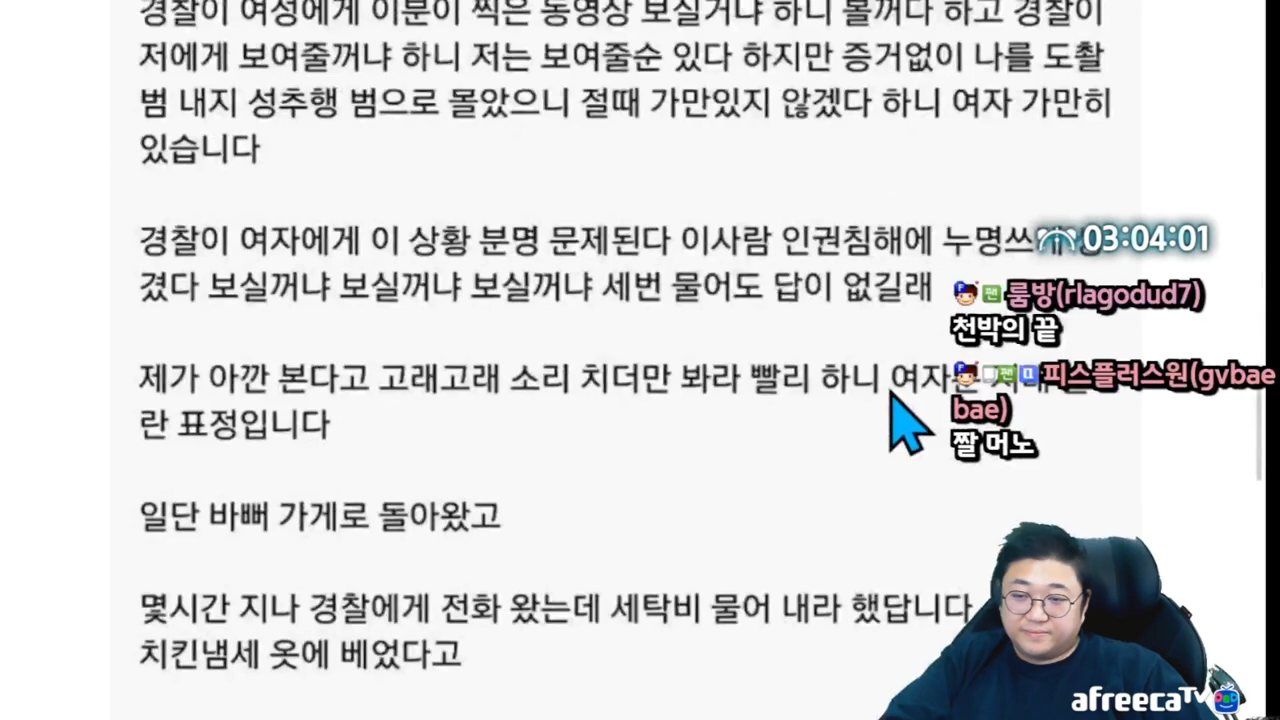 경찰이 여성에게 이분이 찍은 동영상 보실거냐 하니 볼꺼다 하고 경찰이
저에게 보여줄꺼냐 하니 저는 보여줄순 있다 하지만 증거없이 나를 도촬
범 내지 성추행 범으로 몰았으니 절때 가만있지 않겠다 하니 여자 가만히
있습니다
경찰이 여자에게 이 상황 분명 문제된다 이사람 인권침해에
03:04:01
겼다 보실꺼냐 보실꺼냐 보실꺼냐 세번 물어도 답이 없길래
룸방(rlagodud7)
천박의 끝
제가 아깐 본다고 고래고래 소리 치더만 봐라 빨리 하니
란 표정입니다
피스플러스원(gvbae
bae)
짤 머노
일단 바뻐 가게로 돌아왔고
몇시간 지나 경찰에게 전화 왔는데 세탁비 물어 내라 했답니다
치킨냄세 옷에 베었다고
afreecaTV